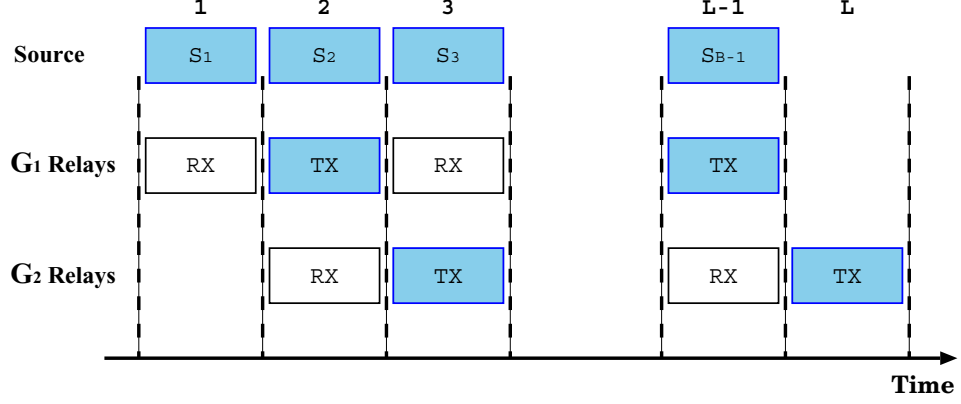 1 2 3 L-1 L
Source S1 S2 S3 SB-1
G1 Relays RX TX RX TX
G2 Relays RX TX RX TX
Time